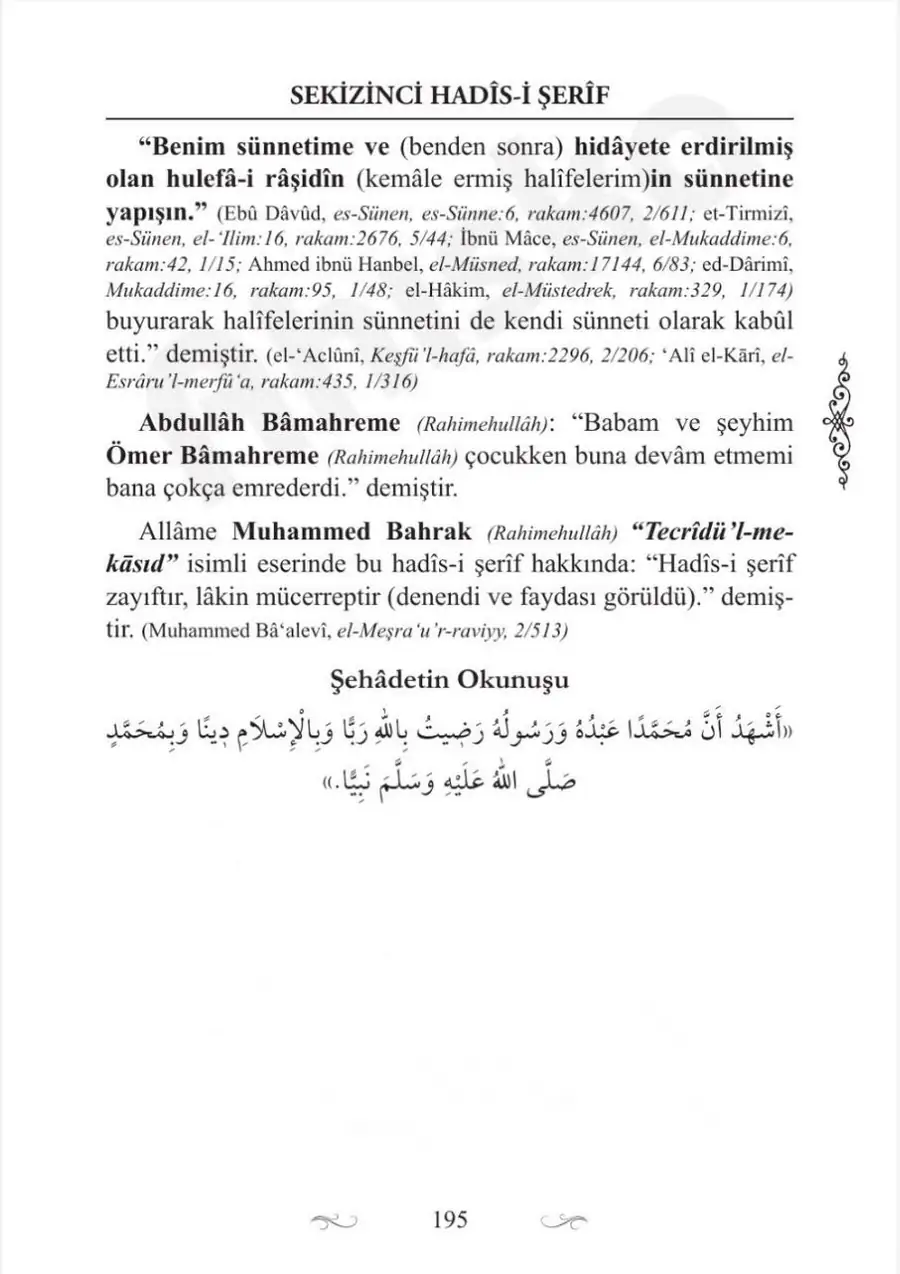 SEKİZİNCİ HADÎS-İ ŞERÎF
“Benim sünnetime ve (benden sonra) hidâyete erdirilmiş
olan hulefâ-i râşidîn (kemâle ermiş halîfelerim)in sünnetine
yapışın.” (Ebû Dâvûd, es-Sünen, es-Sünne:6, rakam:4607, 2/611; et-Tirmizî,
es-Sünen, el-‘Ilim:16, rakam:2676, 5/44; İbnü Mâce, es-Sünen, el-Mukaddime:6,
rakam:42, 1/15; Ahmed ibnü Hanbel, el-Müsned, rakam:17144, 6/83; ed-Dârimî,
Mukaddime:16, rakam:95, 1/48; el-Hâkim, el-Müstedrek, rakam:329, 1/174)
buyurarak halîfelerinin sünnetini de kendi sünneti olarak kabûl
etti.” demiştir. (el-‘Aclûnî, Keşfü’l-hafâ, rakam:2296, 2/206; ‘Alî el-Kārî, el-
Esrâru’l-merfû‘a, rakam:435, 1/316)
Abdullâh Bâmahreme (Rahimehullâh): “Babam ve şeyhim
Ömer Bâmahreme (Rahimehullâh) çocukken buna devâm etmemi
bana çokça emrederdi.” demiştir.
Allâme Muhammed Bahrak (Rahimehullâh) “Tecrîdü’l-me-
kāsıd” isimli eserinde bu hadîs-i şerîf hakkında: “Hadîs-i şerîf
zayıftır, lâkin mücerreptir (denendi ve faydası görüldü).” demiş-
tir. (Muhammed Bâ‘alevî, el-Meşra‘u’r-raviyy, 2/513)
Şehâdetin Okunuşu
«أَشْهَدُ أَنَّ مُحَمَّدًا عَبْدُهُ وَرَسُولُهُ رَضِيتُ بِاللهِ رَبًّا وَبِالْإِسْلَامِ دِينًا وَبِمُحَمَّدٍ
صَلَّى اللهُ عَلَيْهِ وَسَلَّمَ نَبِيًّا.»
195